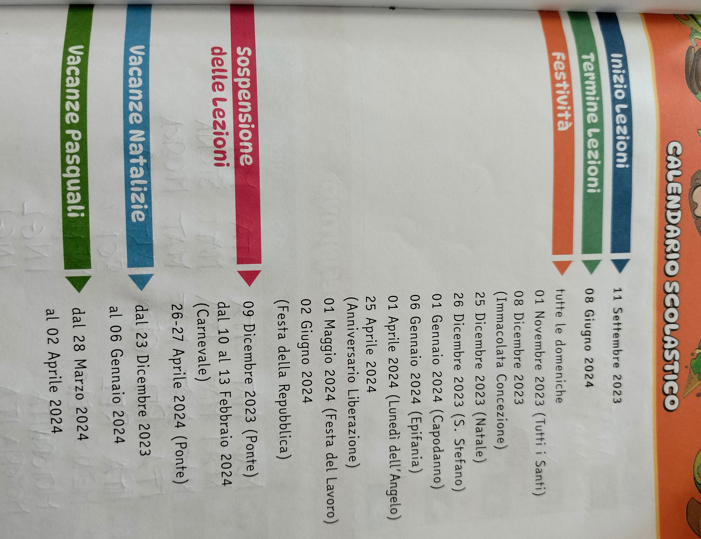 CALENDARIO SCOLASTICO
Inizio Lezioni
11 Settembre 2023
Termine Lezioni
08 Giugno 2024
Festività
tutte le domeniche
01 Novembre 2023 (Tutti i Santi)
08 Dicembre 2023
(Immacolata Concezione)
25 Dicembre 2023 (Natale)
26 Dicembre 2023 (S. Stefano)
01 Gennaio 2024 (Capodanno)
06 Gennaio 2024 (Epifania)
01 Aprile 2024 (Lunedì dell'Angelo)
25 Aprile 2024
(Anniversario Liberazione)
01 Maggio 2024 (Festa del Lavoro)
02 Giugno 2024
(Festa della Repubblica)
Sospensione
delle Lezioni
09 Dicembre 2023 (Ponte)
dal 10 al 13 Febbraio 2024
(Carnevale)
26-27 Aprile 2024 (Ponte)
Vacanze Natalizie
dal 23 Dicembre 2023
al 06 Gennaio 2024
Vacanze Pasquali
dal 28 Marzo 2024
al 02 Aprile 2024